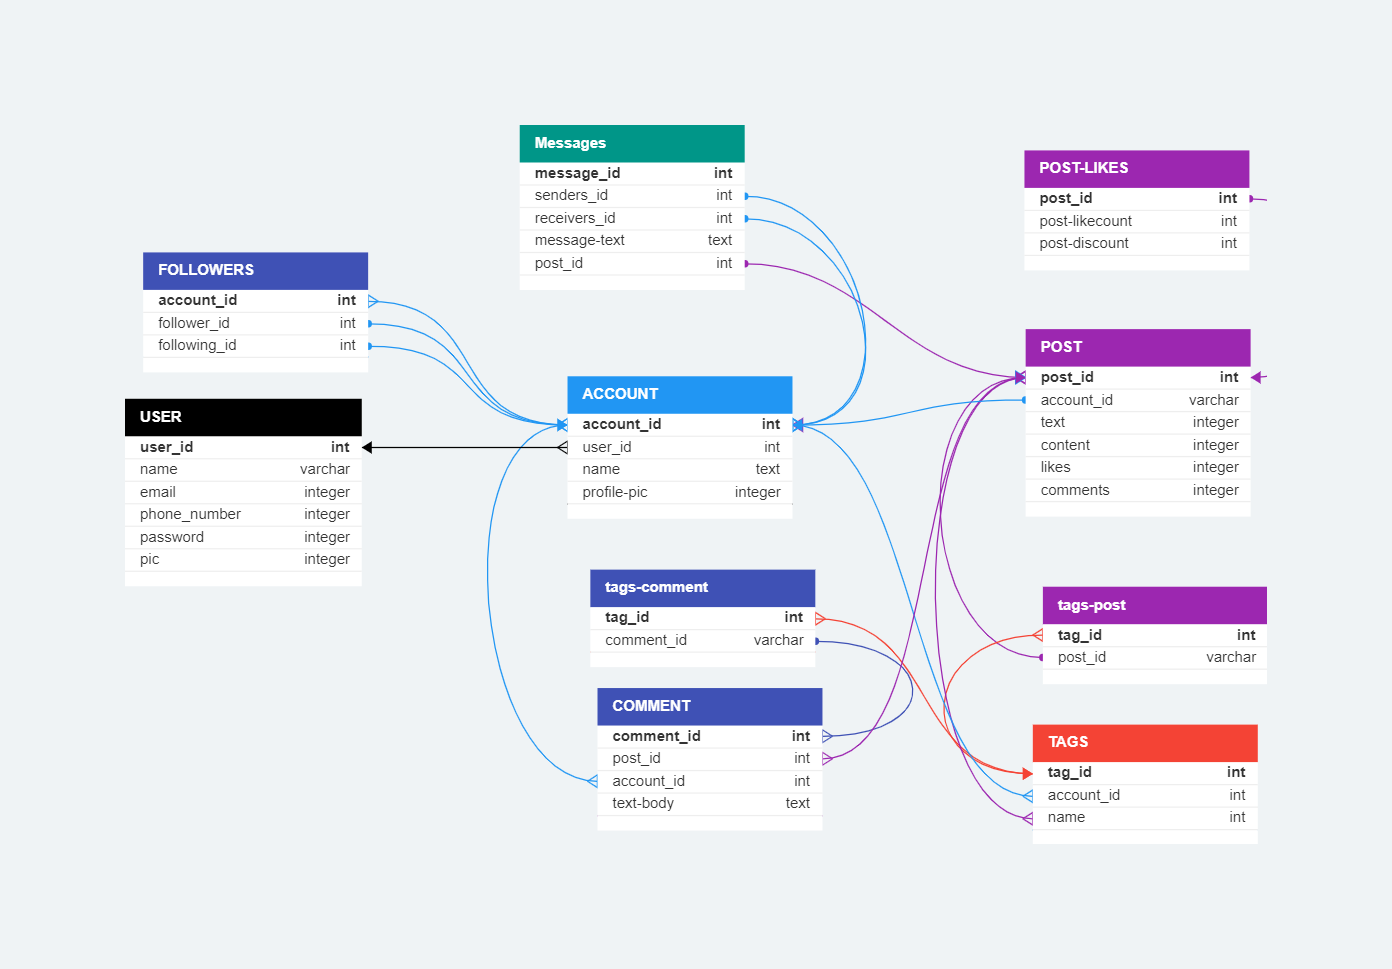 Messages
message_id int
senders_id int
receivers_id int
message-text text
post_id int
POST-LIKES
post_id int
post-likecount int
post-discount int
FOLLOWERS
account_id int
follower_id int
following_id int
USER
user_id int
name varchar
email integer
phone_number integer
password integer
pic integer
ACCOUNT
account_id int
user_id int
name text
profile-pic integer
POST
post_id int
account_id varchar
text integer
content integer
likes integer
comments integer
tags-comment
tag_id int
comment_id varchar
tags-post
tag_id int
post_id varchar
COMMENT
comment_id int
post_id int
account_id int
text-body text
TAGS
tag_id int
account_id int
name int